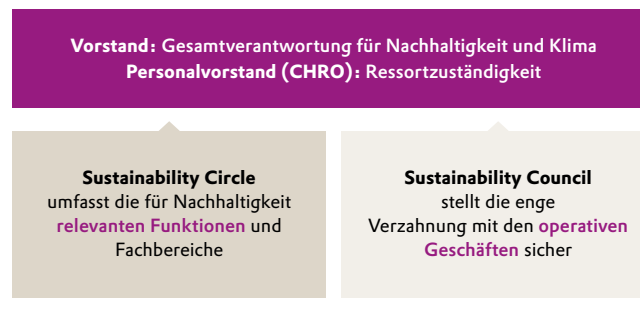 Vorstand: Gesamtverantwortung für Nachhaltigkeit und Klima
Personalvorstand (CHRO): Ressortzuständigkeit
Sustainability Circle
umfasst die für Nachhaltigkeit
relevanten Funktionen und
Fachbereiche
Sustainability Council
stellt die enge
Verzahnung mit den operativen
Geschäften sicher